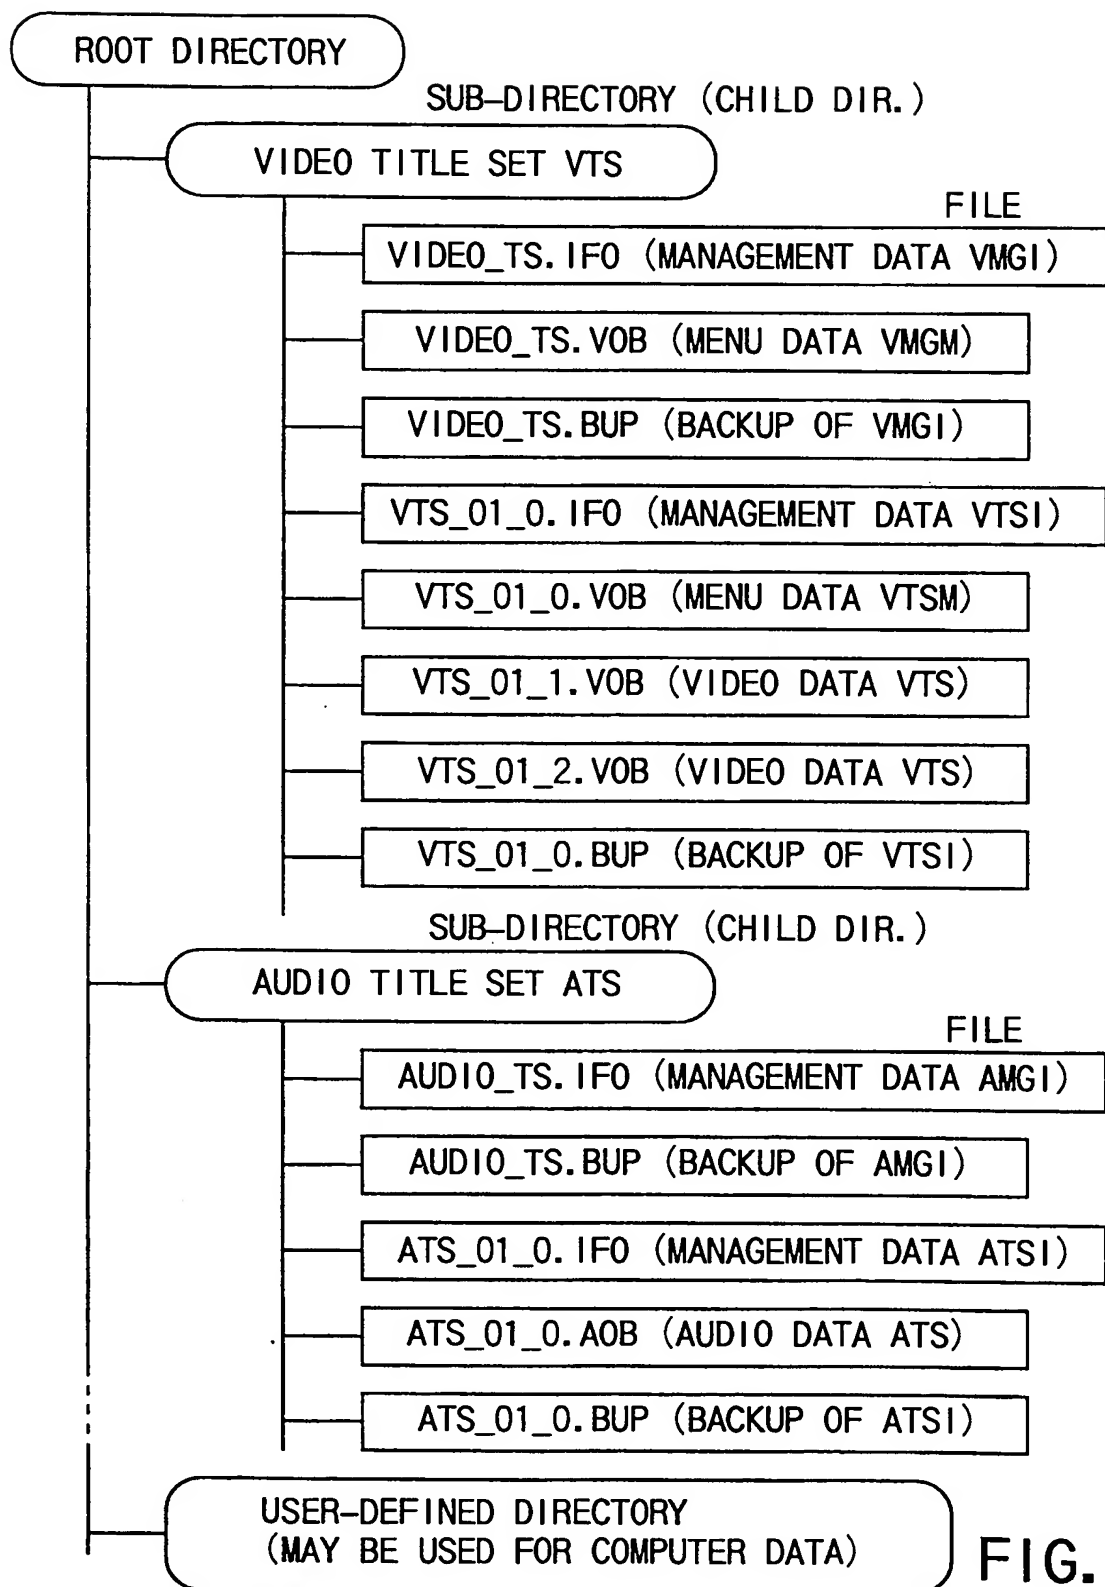 ROOT DIRECTORY
SUB-DIRECTORY (CHILD DIR.)
VIDEO TITLE SET VTS
FILE
VIDEO_TS.IFO (MANAGEMENT DATA VMGI)
VIDEO_TS.VOB (MENU DATA VMGM)
VIDEO_TS.BUP (BACKUP OF VMGI)
VTS_01_0.IFO (MANAGEMENT DATA VTSI)
VTS_01_0.VOB (MENU DATA VTSM)
VTS_01_1.VOB (VIDEO DATA VTS)
VTS_01_2.VOB (VIDEO DATA VTS)
VTS_01_0.BUP (BACKUP OF VTSI)
SUB-DIRECTORY (CHILD DIR.)
AUDIO TITLE SET ATS
FILE
AUDIO_TS.IFO (MANAGEMENT DATA AMGI)
AUDIO_TS.BUP (BACKUP OF AMGI)
ATS_01_0.IFO (MANAGEMENT DATA ATSI)
ATS_01_0.AOB (AUDIO DATA ATS)
ATS_01_0.BUP (BACKUP OF ATSI)
USER-DEFINED DIRECTORY
(MAY BE USED FOR COMPUTER DATA)
FIG.